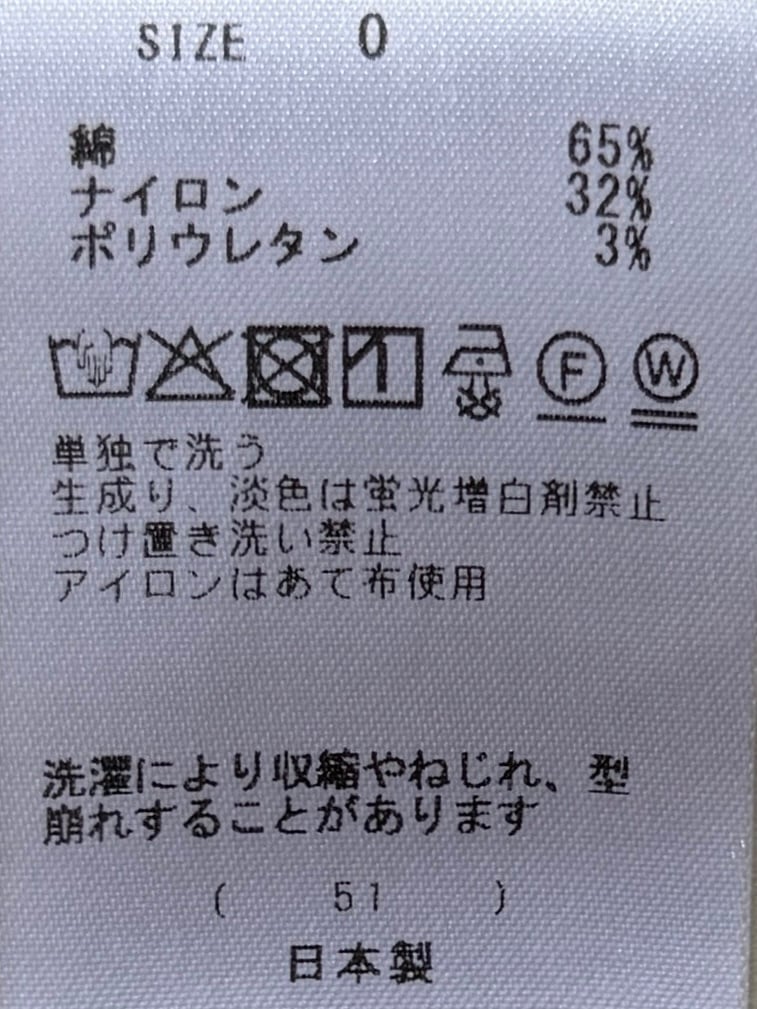 SIZE 0
綿 65%
ナイロン 32%
ポリウレタン 3%
F W
単独で洗う
生成り、淡色は蛍光増白剤禁止
つけ置き洗い禁止
アイロンはあて布使用
洗濯により収縮やねじれ、型
崩れすることがあります
( 51 )
日本製